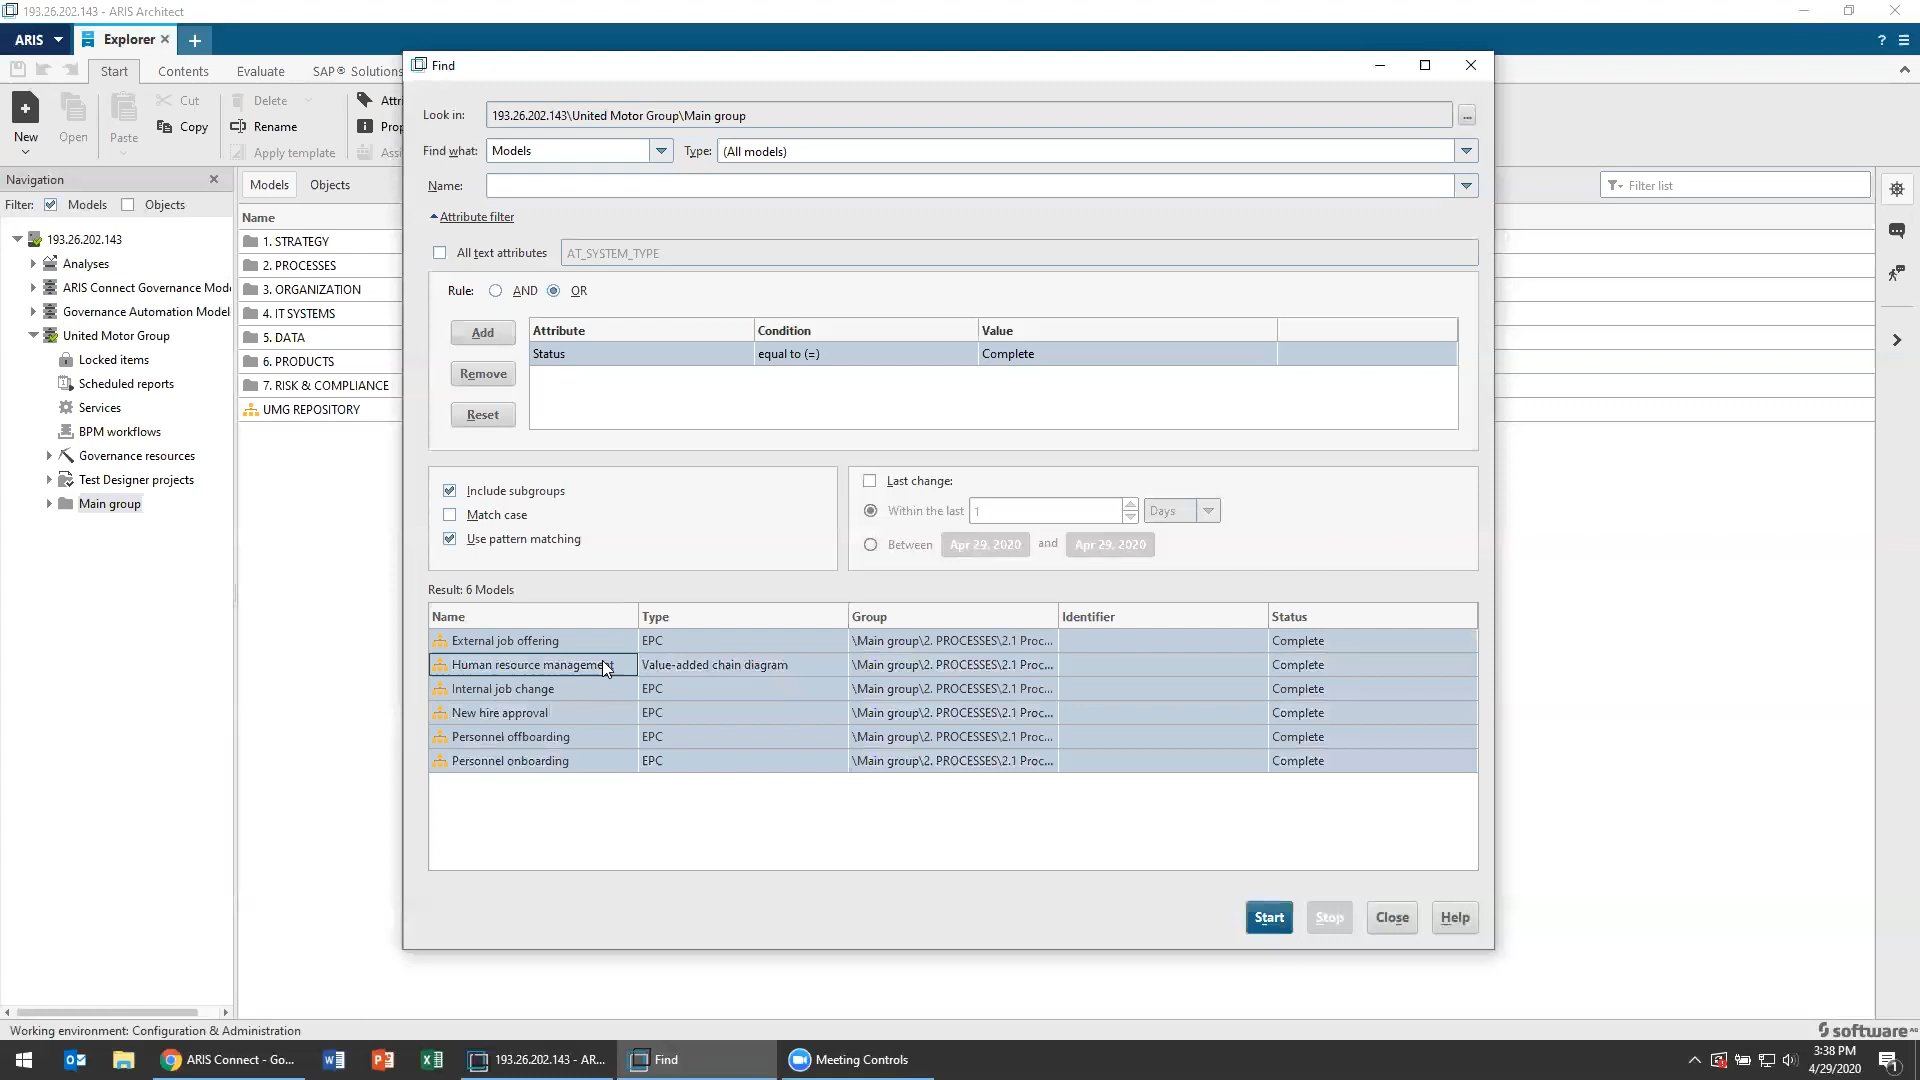 193.26.202.143 - ARIS Architect
ARIS
Explorer
Start
Contents
Evaluate
SAP® Solutions
New
Open
Paste
Cut
Copy
Delete
Rename
Apply template
Navigation
Filter:
Models
Objects
193.26.202.143
Analyses
ARIS Connect Governance Mod
Governance Automation Model
United Motor Group
Locked items
Scheduled reports
Services
BPM workflows
Governance resources
Test Designer projects
Main group
Models
Objects
Filter list
Name
1. STRATEGY
2. PROCESSES
3. ORGANIZATION
4. IT SYSTEMS
5. DATA
6. PRODUCTS
7. RISK & COMPLIANCE
UMG REPOSITORY
Find
Look in:
193.26.202.143\United Motor Group\Main group
...
Find what:
Models
Type:
(All models)
Name:
Attribute filter
All text attributes
AT_SYSTEM_TYPE
Rule:
AND
OR
Add
Remove
Reset
Attribute
Condition
Value
Status
equal to (=)
Complete
Include subgroups
Match case
Use pattern matching
Last change:
Within the last
1
Days
Between
Apr 29, 2020
and
Apr 29, 2020
Result: 6 Models
Name
Type
Group
Identifier
Status
External job offering
EPC
\Main group\2. PROCESSES\2.1 Proc...
Complete
Human resource management
Value-added chain diagram
\Main group\2. PROCESSES\2.1 Proc...
Complete
Internal job change
EPC
\Main group\2. PROCESSES\2.1 Proc...
Complete
New hire approval
EPC
\Main group\2. PROCESSES\2.1 Proc...
Complete
Personnel offboarding
EPC
\Main group\2. PROCESSES\2.1 Proc...
Complete
Personnel onboarding
EPC
\Main group\2. PROCESSES\2.1 Proc...
Complete
Start
Stop
Close
Help
Working environment: Configuration & Administration
software AG
ARIS Connect - Go...
193.26.202.143 - AR...
Find
Meeting Controls
3:38 PM
4/29/2020
1